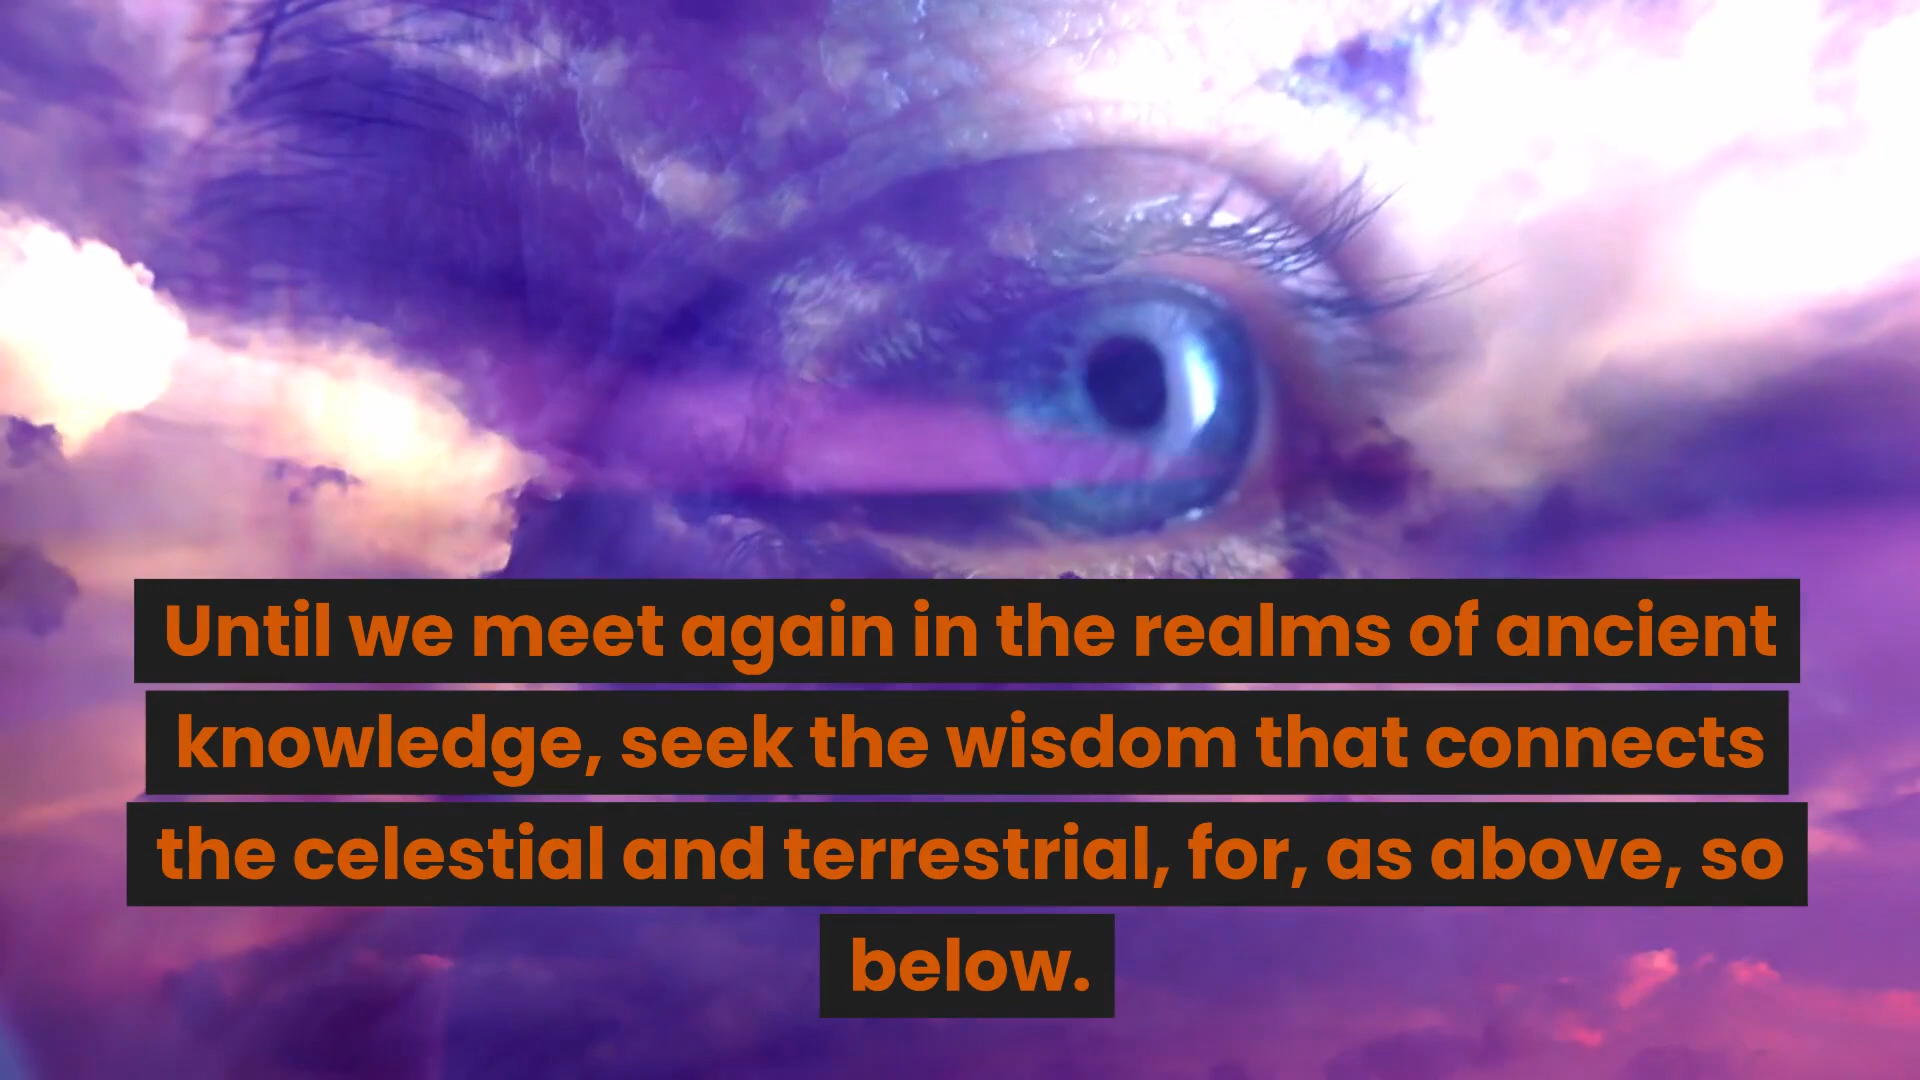 Until we meet again in the realms of ancient
knowledge, seek the wisdom that connects
the celestial and terrestrial, for, as above, so
below.